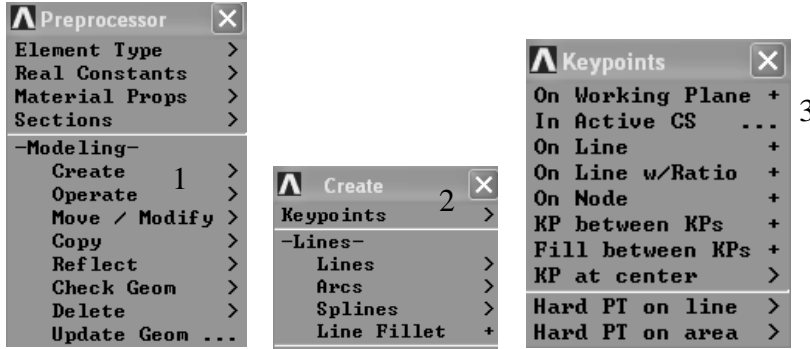 Preprocessor
Element Type >
Real Constants >
Material Props >
Sections >
-Modeling-
Create 1 >
Operate >
Move / Modify >
Copy >
Reflect >
Check Geom >
Delete >
Update Geom ...
Create
Keypoints 2 >
-Lines-
Lines >
Arcs >
Splines >
Line Fillet +
Keypoints
On Working Plane +
In Active CS ... 3
On Line +
On Line w/Ratio +
On Node +
KP between KPs +
Fill between KPs +
KP at center >
Hard PT on line >
Hard PT on area >